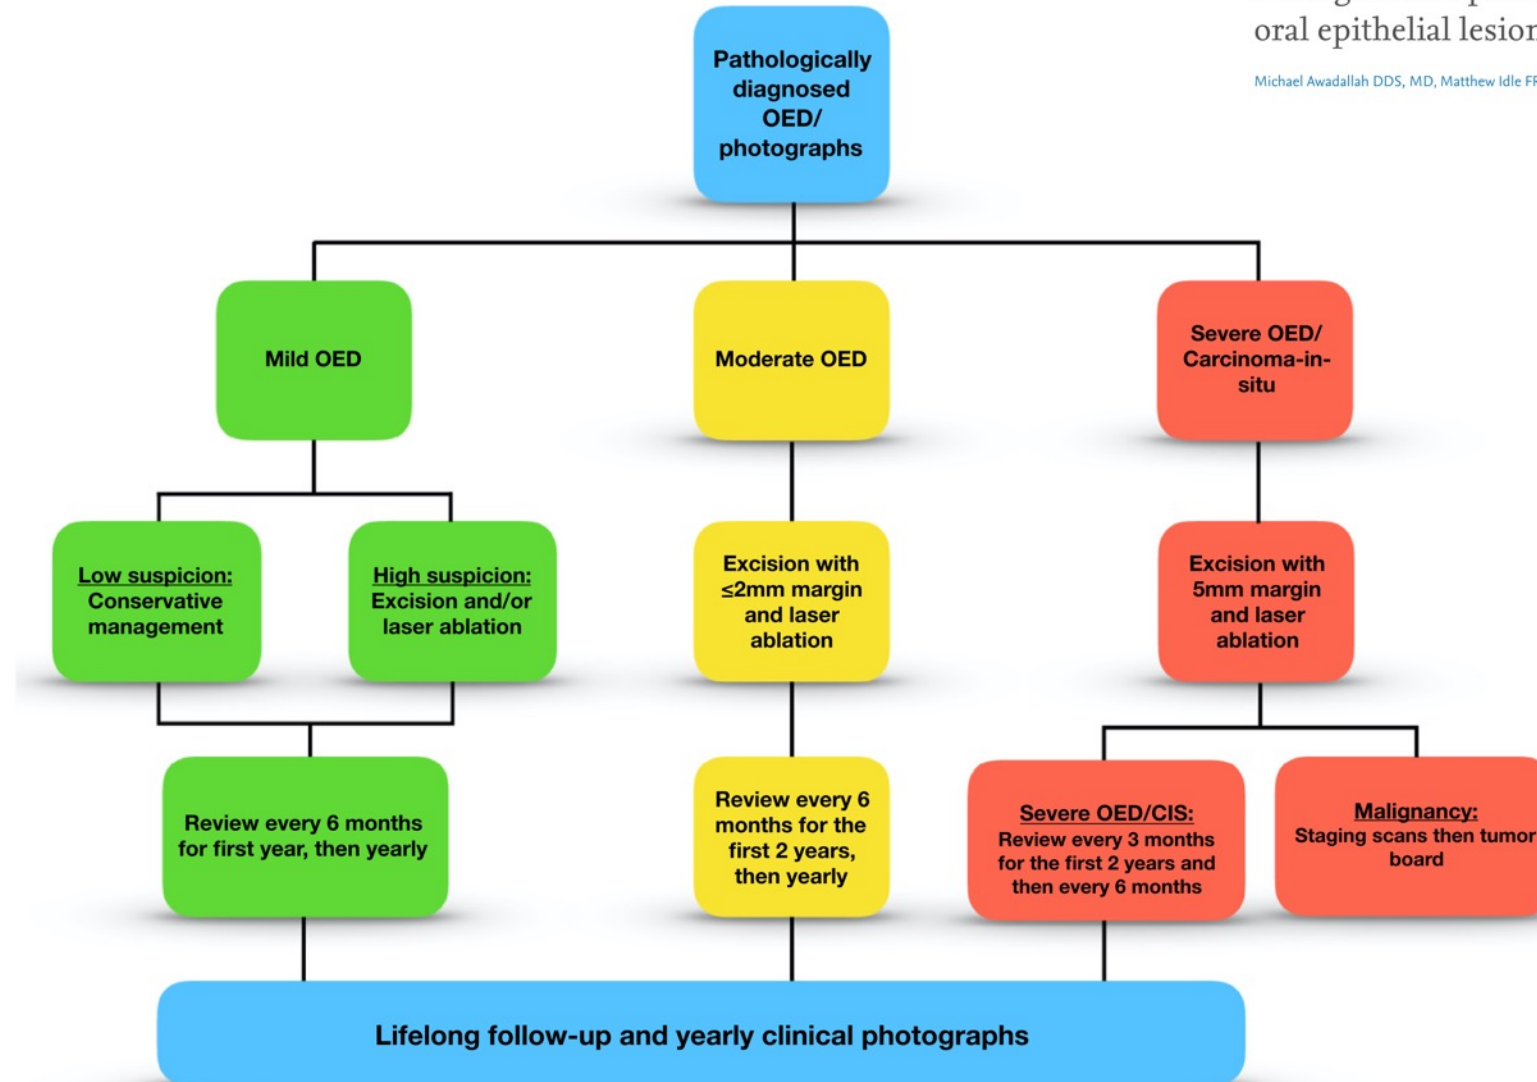 oral epithelial lesion
Michael Awadallah DDS, MD, Matthew Idle
Pathologically
diagnosed
OED/
photographs
Mild OED
Moderate OED
Severe OED/
Carcinoma-in-
situ
Low suspicion:
Conservative
management
High suspicion:
Excision and/or
laser ablation
Excision with
≤2mm margin
and laser
ablation
Excision with
5mm margin
and laser
ablation
Review every 6 months
for first year, then yearly
Review every 6
months for the
first 2 years,
then yearly
Severe OED/CIS:
Review every 3 months
for the first 2 years and
then every 6 months
Malignancy:
Staging scans then tumor
board
Lifelong follow-up and yearly clinical photographs